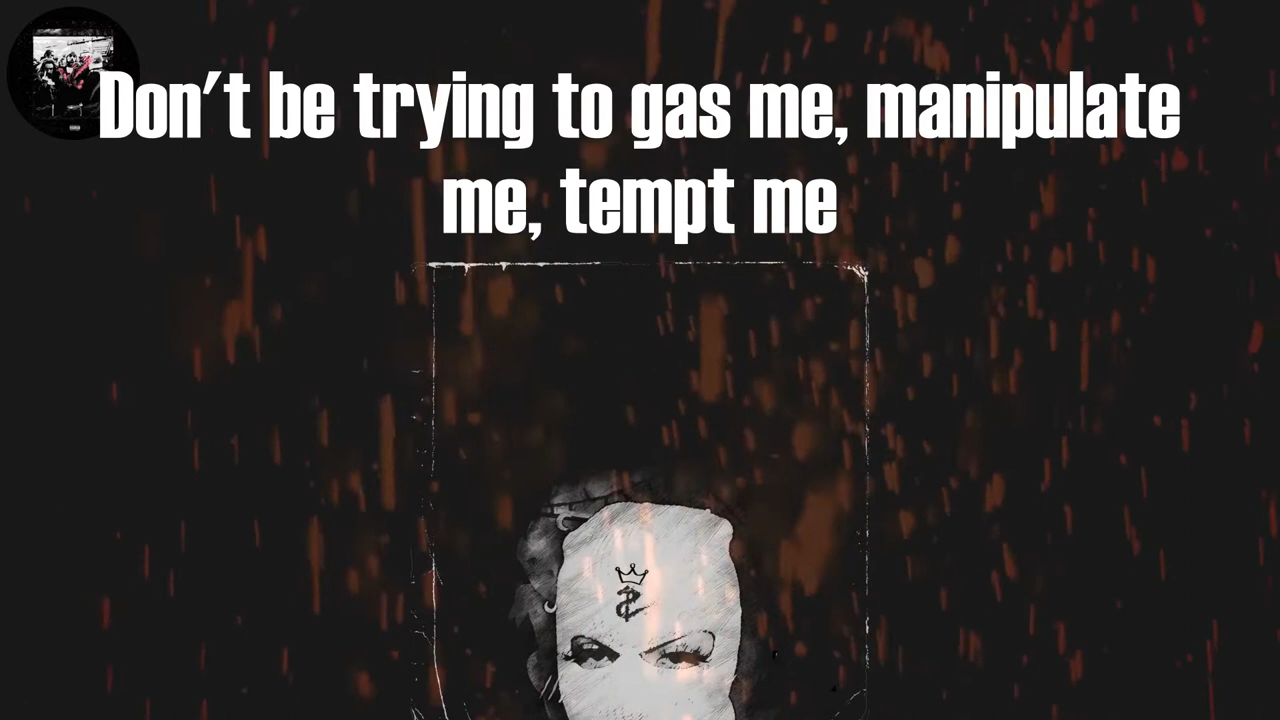 Don't be trying to gas me, manipulate
me, tempt me